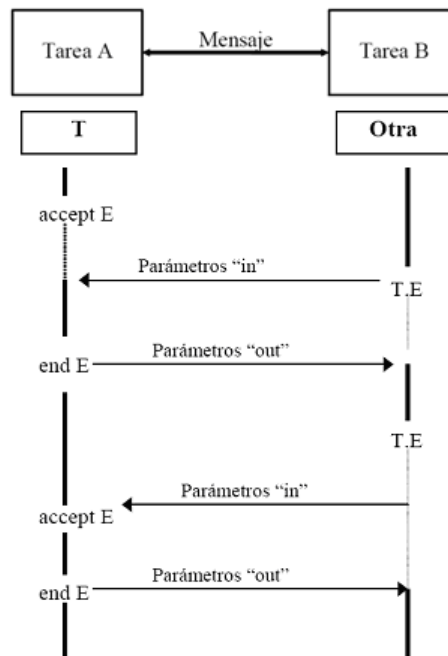 Tarea A
Mensaje
Tarea B
T
Otra
accept E
Parámetros “in”
T.E
Parámetros “out”
end E
T.E
Parámetros “in”
accept E
Parámetros “out”
end E